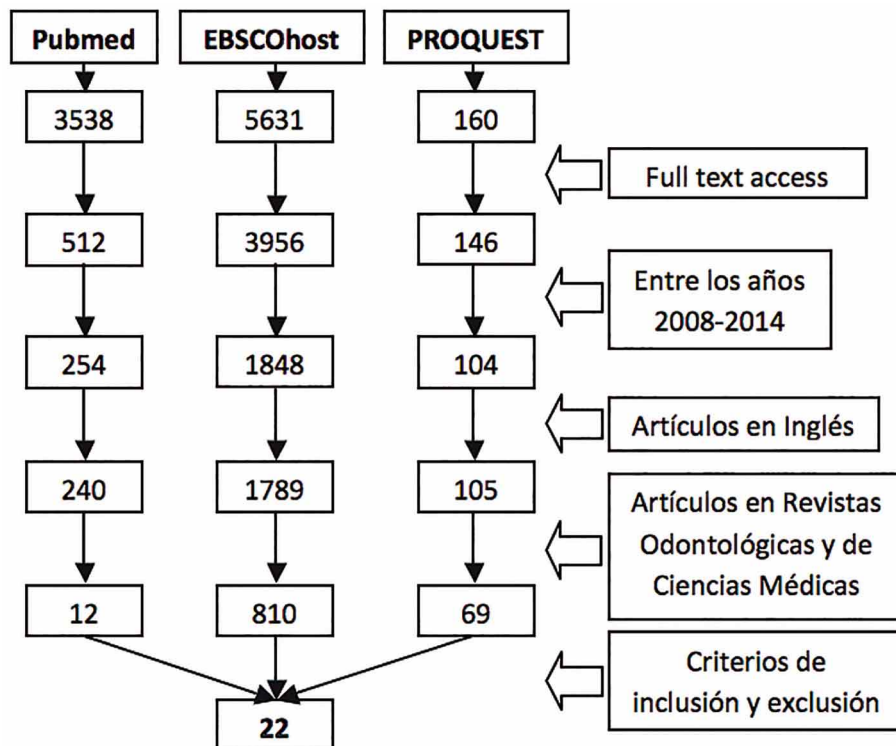 Pubmed EBSCOhost PROQUEST
3538 5631 160
Full text access
512 3956 146
Entre los años
2008-2014
254 1848 104
Artículos en Inglés
240 1789 105
Artículos en Revistas
Odontológicas y de
Ciencias Médicas
12 810 69
Criterios de
inclusión y exclusión
22